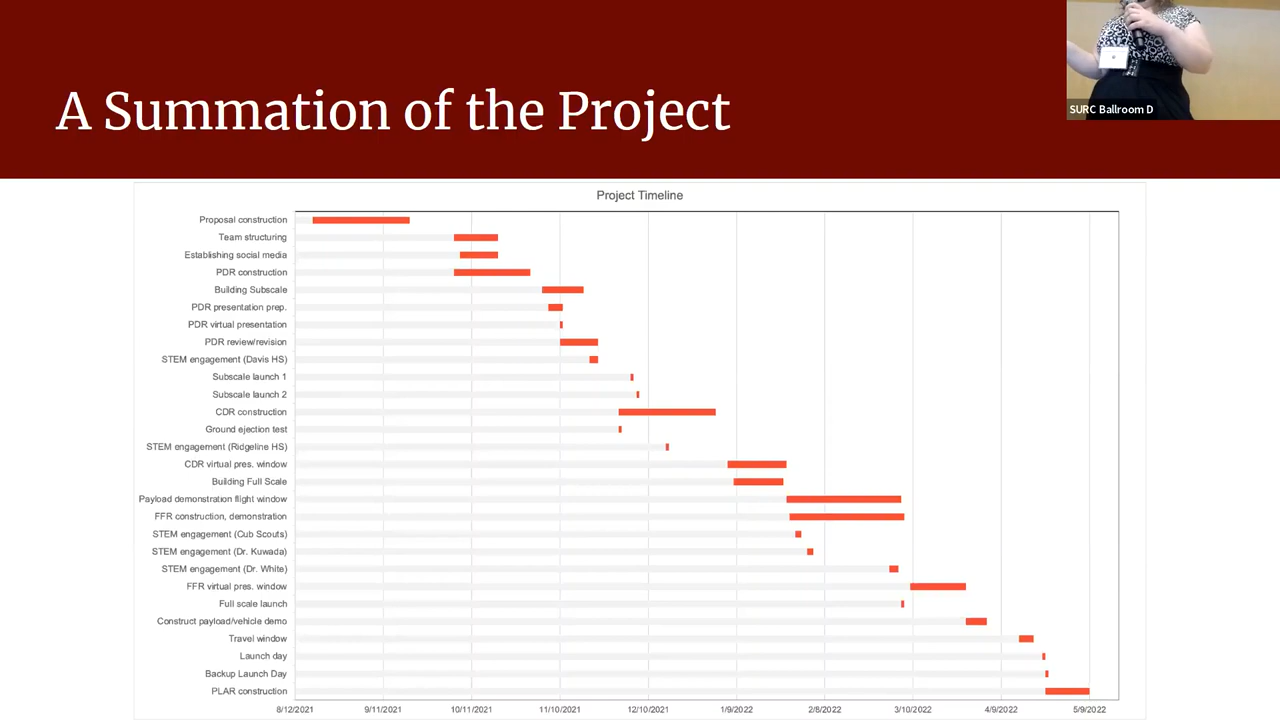 SURC Ballroom D
A Summation of the Project
Project Timeline
Proposal construction
Team structuring
Establishing social media
PDR construction
Building Subscale
PDR presentation prep.
PDR virtual presentation
PDR review/revision
STEM engagement (Davis HS)
Subscale launch 1
Subscale launch 2
CDR construction
Ground ejection test
STEM engagement (Ridgeline HS)
CDR virtual pres. window
Building Full Scale
Payload demonstration flight window
FFR construction, demonstration
STEM engagement (Cub Scouts)
STEM engagement (Dr. Kuwada)
STEM engagement (Dr. White)
FFR virtual pres. window
Full scale launch
Construct payload/vehicle demo
Travel window
Launch day
Backup Launch Day
PLAR construction
8/12/2021 9/11/2021 10/11/2021 11/10/2021 12/10/2021 1/9/2022 2/8/2022 3/10/2022 4/9/2022 5/9/2022